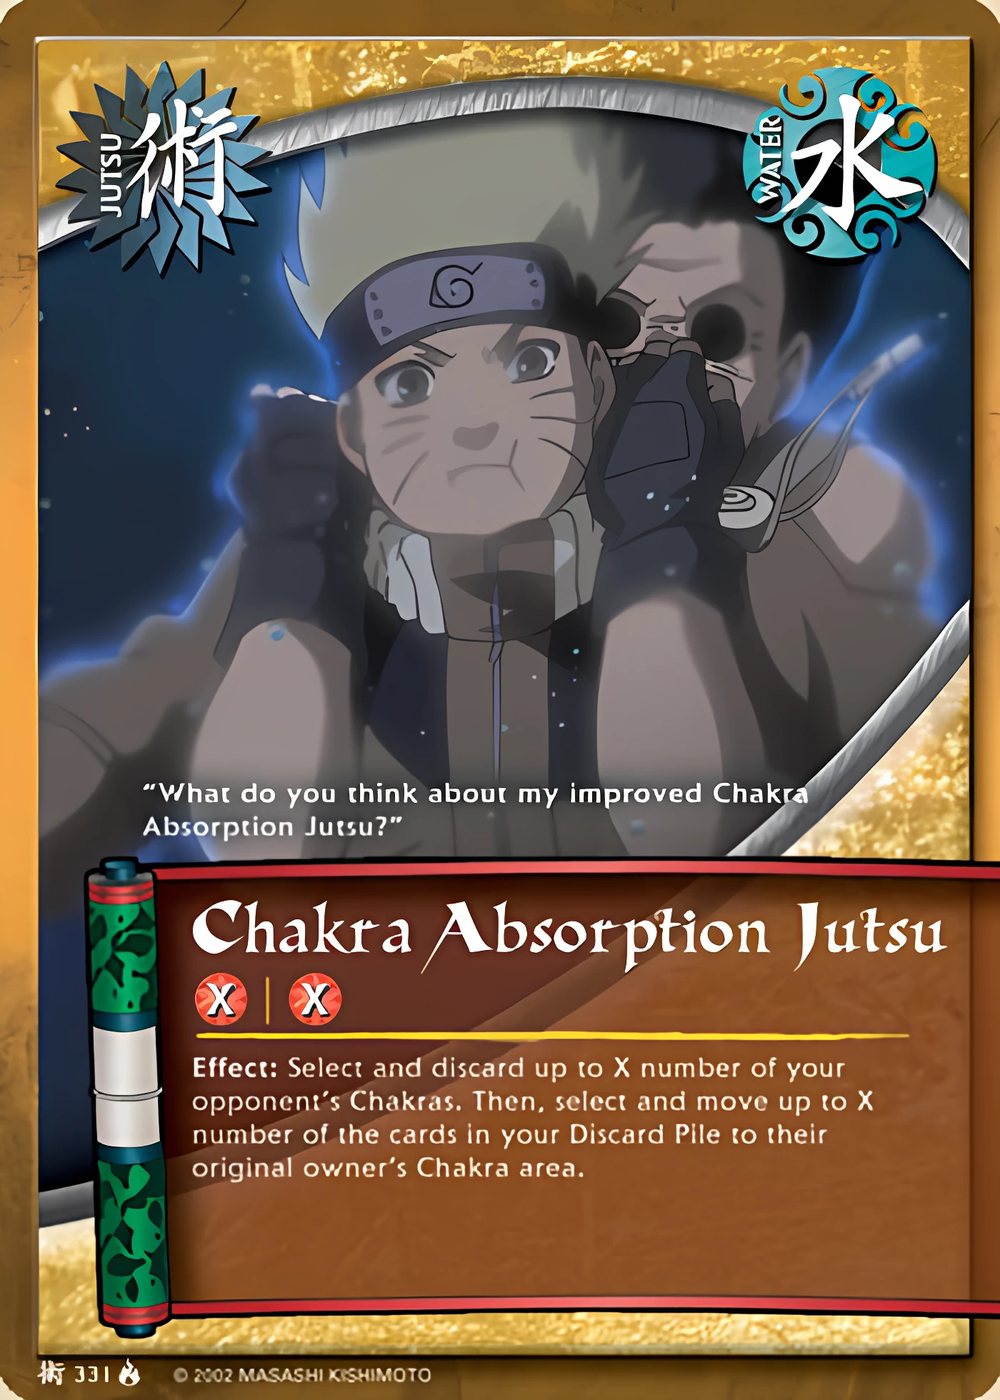 JUTSU
術
WATER
水
“What do you think about my improved Chakra
Absorption Jutsu?”
Chakra Absorption Jutsu
X | X
Effect: Select and discard up to X number of your
opponent’s Chakras. Then, select and move up to X
number of the cards in your Discard Pile to their
original owner’s Chakra area.
術 331 © 2002 MASASHI KISHIMOTO